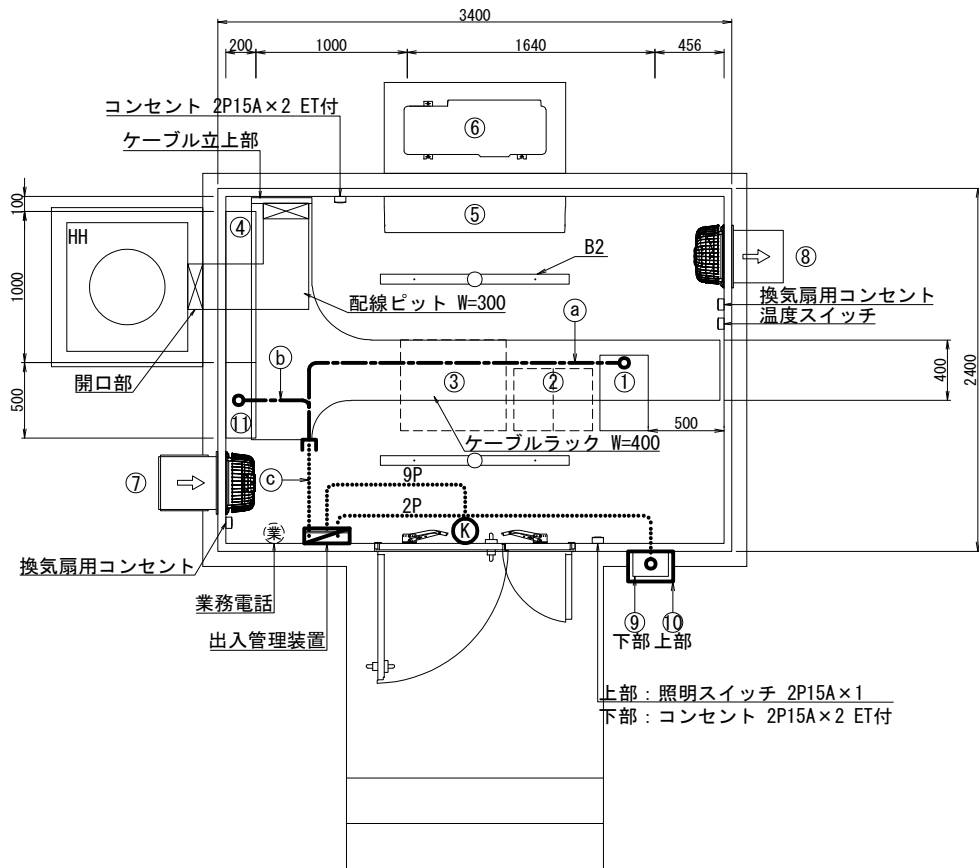 3400
200
1000
1640
456
コンセント 2P15A×2 ET付
ケーブル立上部
⑥
100
④
⑤
HH
B2
⑧
1000
換気扇用コンセント
温度スイッチ
配線ピット W=300
ⓐ
ⓑ
開口部
③
②
①
400
2400
500
⑪
ケーブルラック W=400
500
⑦
ⓒ
9P
2P
業
K
換気扇用コンセント
業務電話
出入管理装置
⑨
⑩
下部
上部
上部：照明スイッチ 2P15A×1
下部：コンセント 2P15A×2 ET付